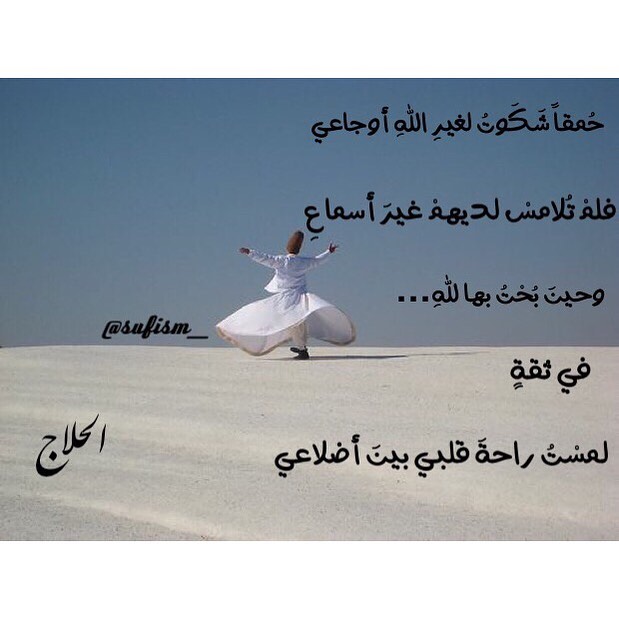 حُمقاً شَكَوتُ لغيرِ اللهِ أوجاعي
فلمْ تُلامسْ لديهمْ غيرَ أسماعِ
وحينَ بُحْتُ بها للهِ...
@sufism_
في ثقةٍ
لمسْتُ راحةَ قلبي بينَ أضلاعي
الحلاج